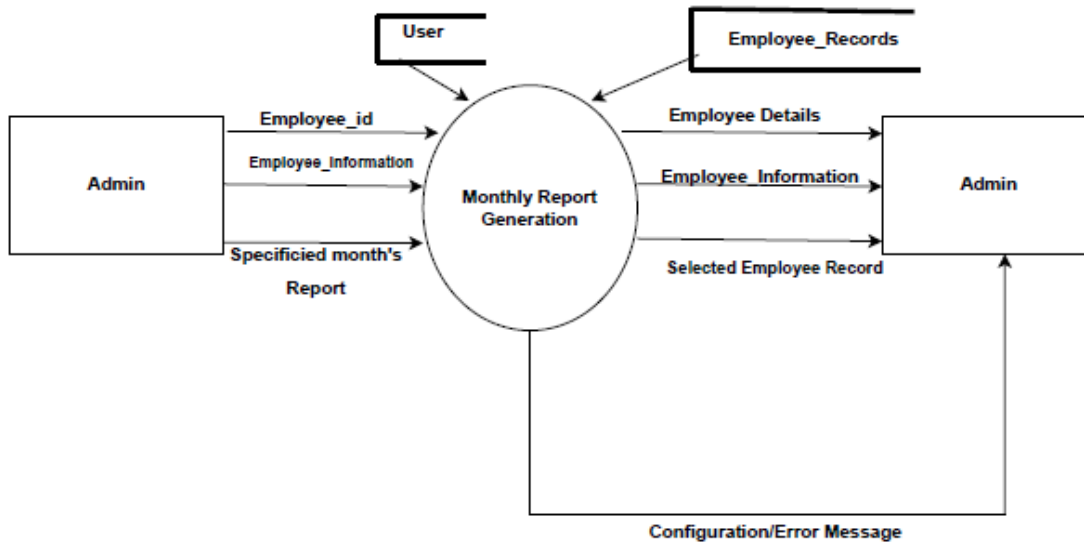 User
Employee_Records
Employee_id
Employee Details
Employee_Information
Employee_Information
Admin
Monthly Report
Generation
Admin
Specificied month's
Report
Selected Employee Record
Configuration/Error Message